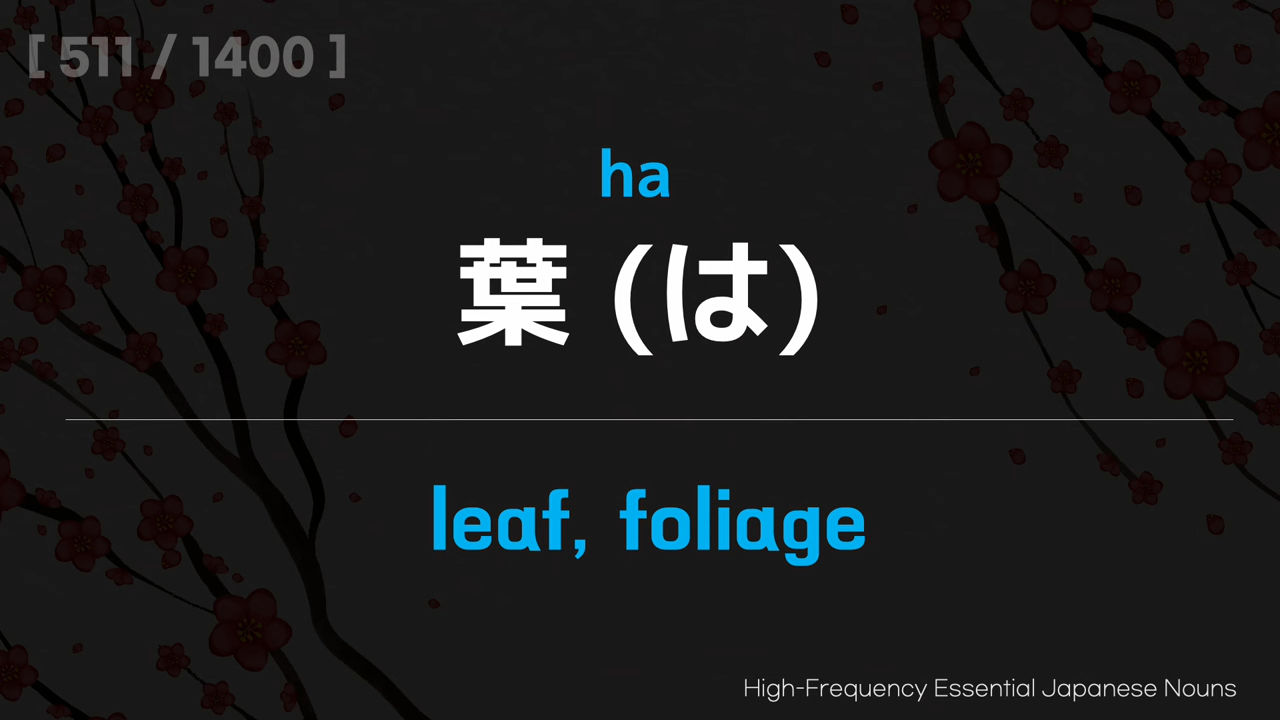 [ 511 / 1400 ]
ha
葉 (は)
leaf, foliage
High-Frequency Essential Japanese Nouns